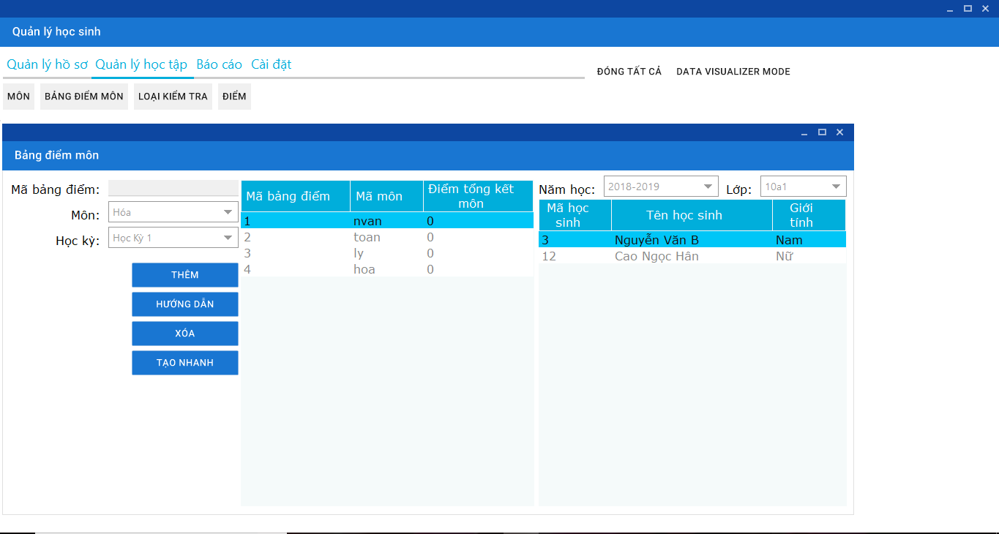 Quản lý học sinh
Quản lý hồ sơ Quản lý học tập Báo cáo Cài đặt
ĐÓNG TẤT CẢ DATA VISUALIZER MODE
MÔN BẢNG ĐIỂM MÔN LOẠI KIỂM TRA ĐIỂM
Bảng điểm môn
Mã bảng điểm:
Môn: Hóa
Học kỳ: Học Kỳ 1
THÊM
HƯỚNG DẪN
XÓA
TẠO NHANH
Mã bảng điểm Mã môn Điểm tổng kết môn
1 nvan 0
2 toan 0
3 ly 0
4 hoa 0
Năm học: 2018-2019 Lớp: 10a1
Mã học sinh Tên học sinh Giới tính
3 Nguyễn Văn B Nam
12 Cao Ngọc Hân Nữ